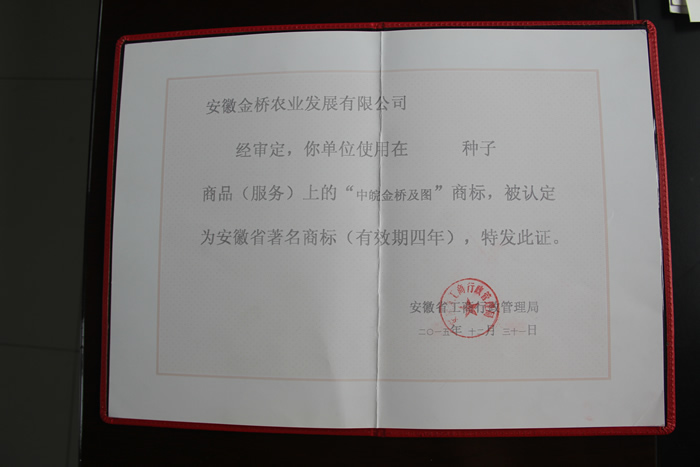 安徽金桥农业发展有限公司
经审定，你单位使用在 种子
商品（服务）上的“中皖金桥及图”商标，被认定
为安徽省著名商标（有效期四年），特发此证。
安徽省工商行政管理局
二〇一五年 十二月 三十一日